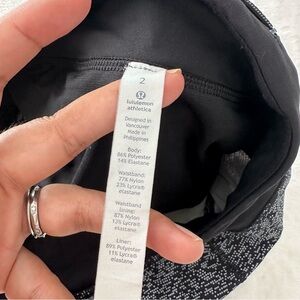 2
lululemon
athletica
Designed in
Vancouver
Made in
Philippines
Body:
86% Polyester
14% Elastane
Waistband:
77% Nylon
23% Lycra®
elastane
Waistband
lining:
87% Nylon
13% Lycra®
elastane
Liner:
89% Polyester
11% Lycra®
elastane